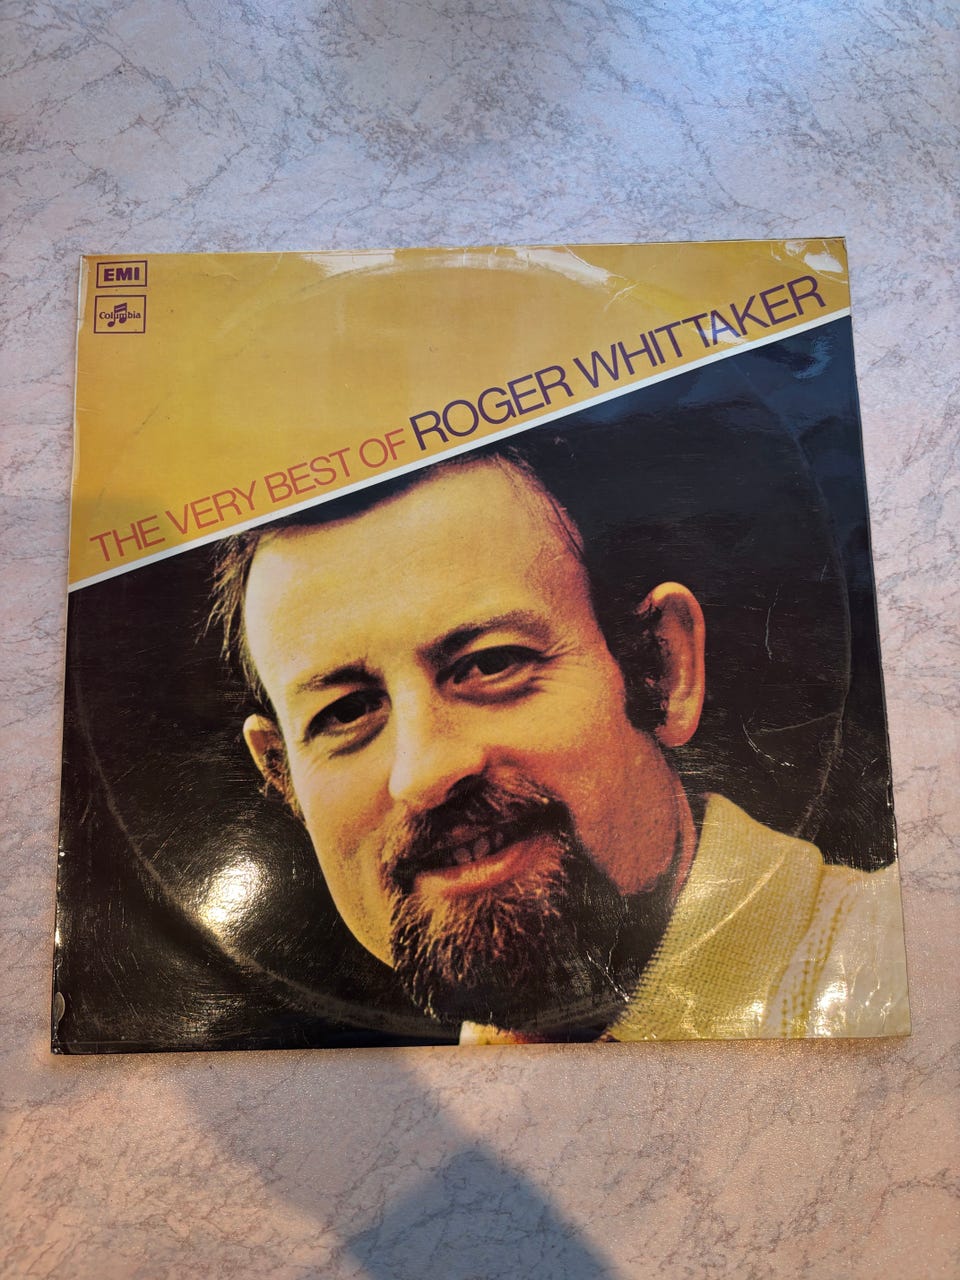 EMI
Columbia
THE VERY BEST OF ROGER WHITTAKER